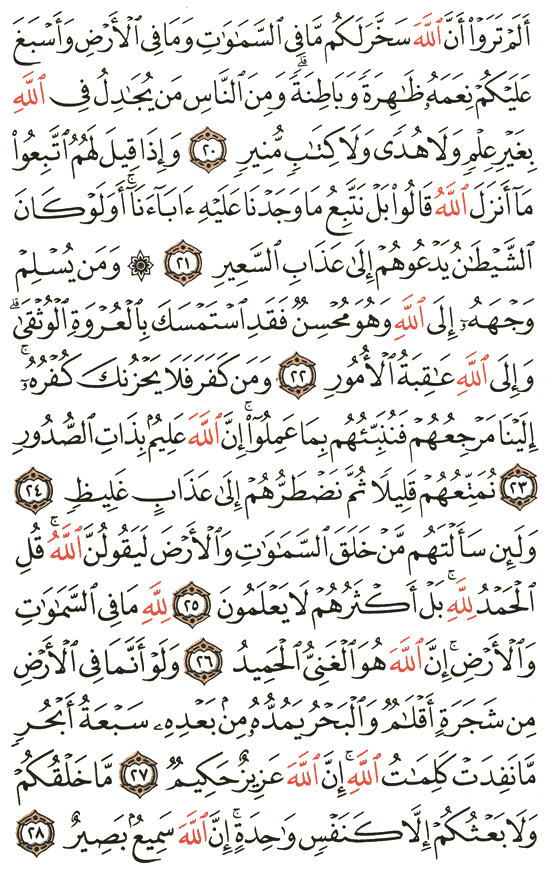 أَلَمۡ تَرَوۡاْ أَنَّ ٱللَّهَ سَخَّرَ لَكُم مَّا فِي ٱلسَّمَٰوَٰتِ وَمَا فِي ٱلۡأَرۡضِ وَأَسۡبَغَ
عَلَيۡكُمۡ نِعَمَهُۥ ظَٰهِرَةٗ وَبَاطِنَةٗۗ وَمِنَ ٱلنَّاسِ مَن يُجَٰدِلُ فِي ٱللَّهِ
بِغَيۡرِ عِلۡمٖ وَلَا هُدٗى وَلَا كِتَٰبٖ مُّنِيرٖ ٢٠ وَإِذَا قِيلَ لَهُمُ ٱتَّبِعُواْ
مَآ أَنزَلَ ٱللَّهُ قَالُواْ بَلۡ نَتَّبِعُ مَا وَجَدۡنَا عَلَيۡهِ ءَابَآءَنَآۚ أَوَلَوۡ كَانَ
ٱلشَّيۡطَٰنُ يَدۡعُوهُمۡ إِلَىٰ عَذَابِ ٱلسَّعِيرِ ٢١ ۞ وَمَن يُسۡلِمۡ
وَجۡهَهُۥٓ إِلَى ٱللَّهِ وَهُوَ مُحۡسِنٞ فَقَدِ ٱسۡتَمۡسَكَ بِٱلۡعُرۡوَةِ ٱلۡوُثۡقَىٰۗ
وَإِلَى ٱللَّهِ عَٰقِبَةُ ٱلۡأُمُورِ ٢٢ وَمَن كَفَرَ فَلَا يَحۡزُنكَ كُفۡرُهُۥٓۚ
إِلَيۡنَا مَرۡجِعُهُمۡ فَنُنَبِّئُهُم بِمَا عَمِلُوٓاْۚ إِنَّ ٱللَّهَ عَلِيمُۢ بِذَاتِ ٱلصُّدُورِ
٢٣ نُمَتِّعُهُمۡ قَلِيلٗا ثُمَّ نَضۡطَرُّهُمۡ إِلَىٰ عَذَابٍ غَلِيظٖ ٢٤
وَلَئِن سَأَلۡتَهُم مَّنۡ خَلَقَ ٱلسَّمَٰوَٰتِ وَٱلۡأَرۡضَ لَيَقُولُنَّ ٱللَّهُۚ قُلِ
ٱلۡحَمۡدُ لِلَّهِۚ بَلۡ أَكۡثَرُهُمۡ لَا يَعۡلَمُونَ ٢٥ لِلَّهِ مَا فِي ٱلسَّمَٰوَٰتِ
وَٱلۡأَرۡضِۚ إِنَّ ٱللَّهَ هُوَ ٱلۡغَنِيُّ ٱلۡحَمِيدُ ٢٦ وَلَوۡ أَنَّمَا فِي ٱلۡأَرۡضِ
مِن شَجَرَةٍ أَقۡلَٰمٞ وَٱلۡبَحۡرُ يَمُدُّهُۥ مِنۢ بَعۡدِهِۦ سَبۡعَةُ أَبۡحُرٖ
مَّا نَفِدَتۡ كَلِمَٰتُ ٱللَّهِۚ إِنَّ ٱللَّهَ عَزِيزٌ حَكِيمٞ ٢٧ مَّا خَلۡقُكُمۡ
وَلَا بَعۡثُكُمۡ إِلَّا كَنَفۡسٖ وَٰحِدَةٍۚ إِنَّ ٱللَّهَ سَمِيعُۢ بَصِيرٞ ٢٨